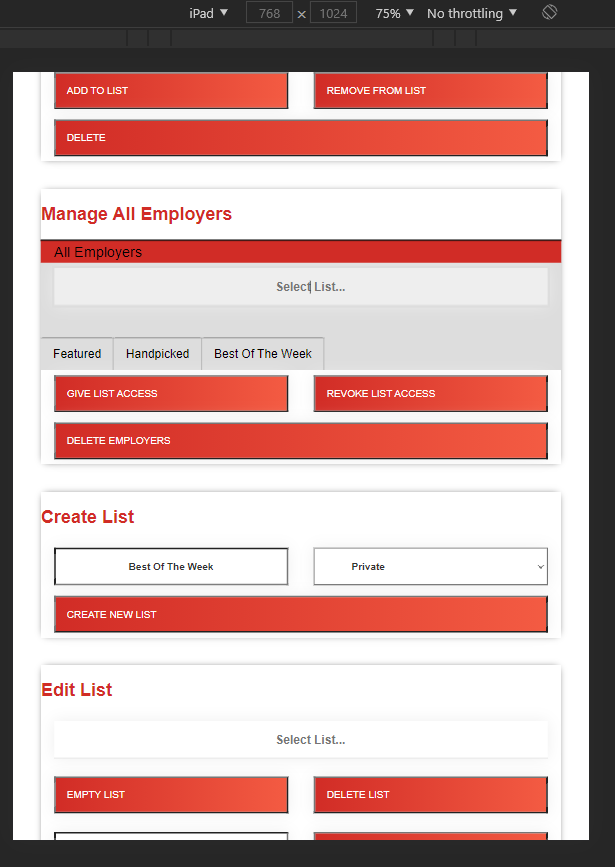 iPad ▼ 768 × 1024 75% ▼ No throttling ▼
ADD TO LIST REMOVE FROM LIST
DELETE
Manage All Employers
All Employers
Select List...
Featured Handpicked Best Of The Week
GIVE LIST ACCESS REVOKE LIST ACCESS
DELETE EMPLOYERS
Create List
Best Of The Week Private
CREATE NEW LIST
Edit List
Select List...
EMPTY LIST DELETE LIST